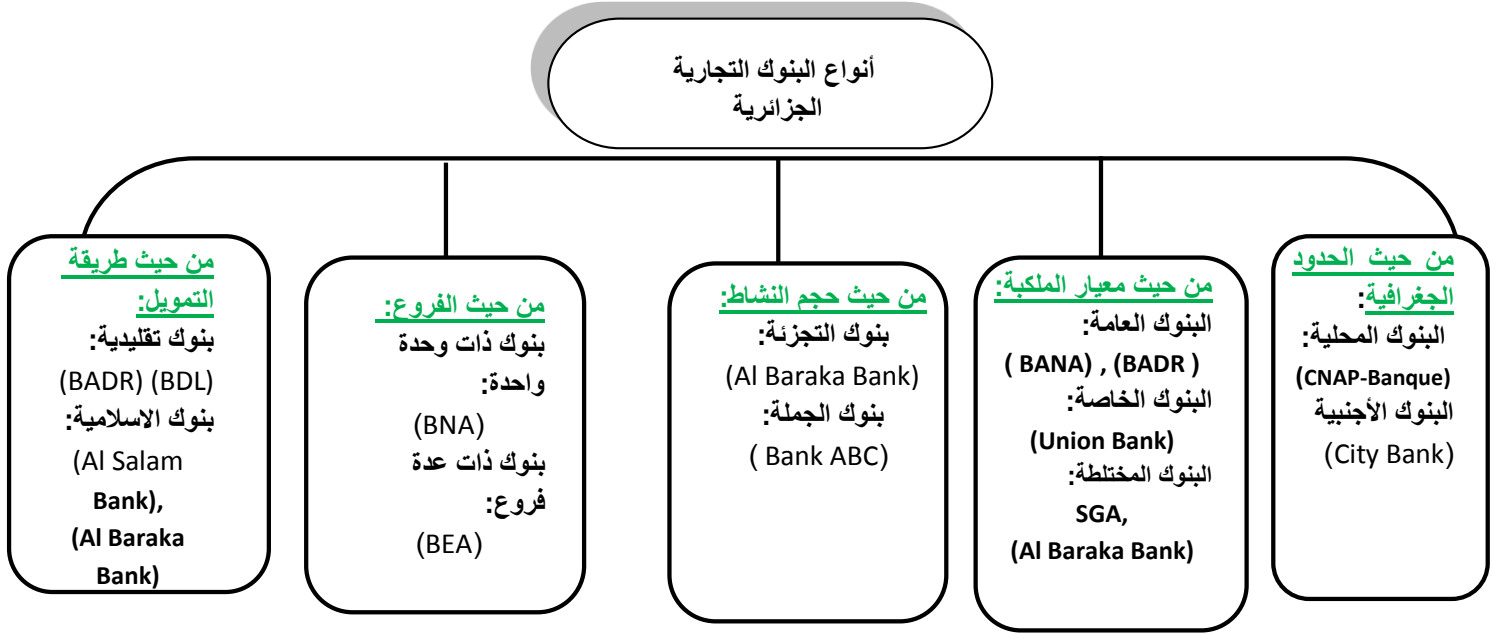 أنواع البنوك التجارية
الجزائرية
من حيث الحدود
الجغرافية:
البنوك المحلية:
(CNAP-Banque)
البنوك الأجنبية
(City Bank)
من حيث معيار الملكبة:
البنوك العامة:
( BANA) , (BADR )
البنوك الخاصة:
(Union Bank)
البنوك المختلطة:
SGA,
(Al Baraka Bank)
من حيث حجم النشاط:
بنوك التجزئة:
(Al Baraka Bank)
بنوك الجملة:
( Bank ABC)
من حيث الفروع:
بنوك ذات وحدة
واحدة:
(BNA)
بنوك ذات عدة
فروع:
(BEA)
من حيث طريقة
التمويل:
بنوك تقليدية:
(BADR) (BDL)
بنوك الاسلامية:
(Al Salam
Bank),
(Al Baraka
Bank)